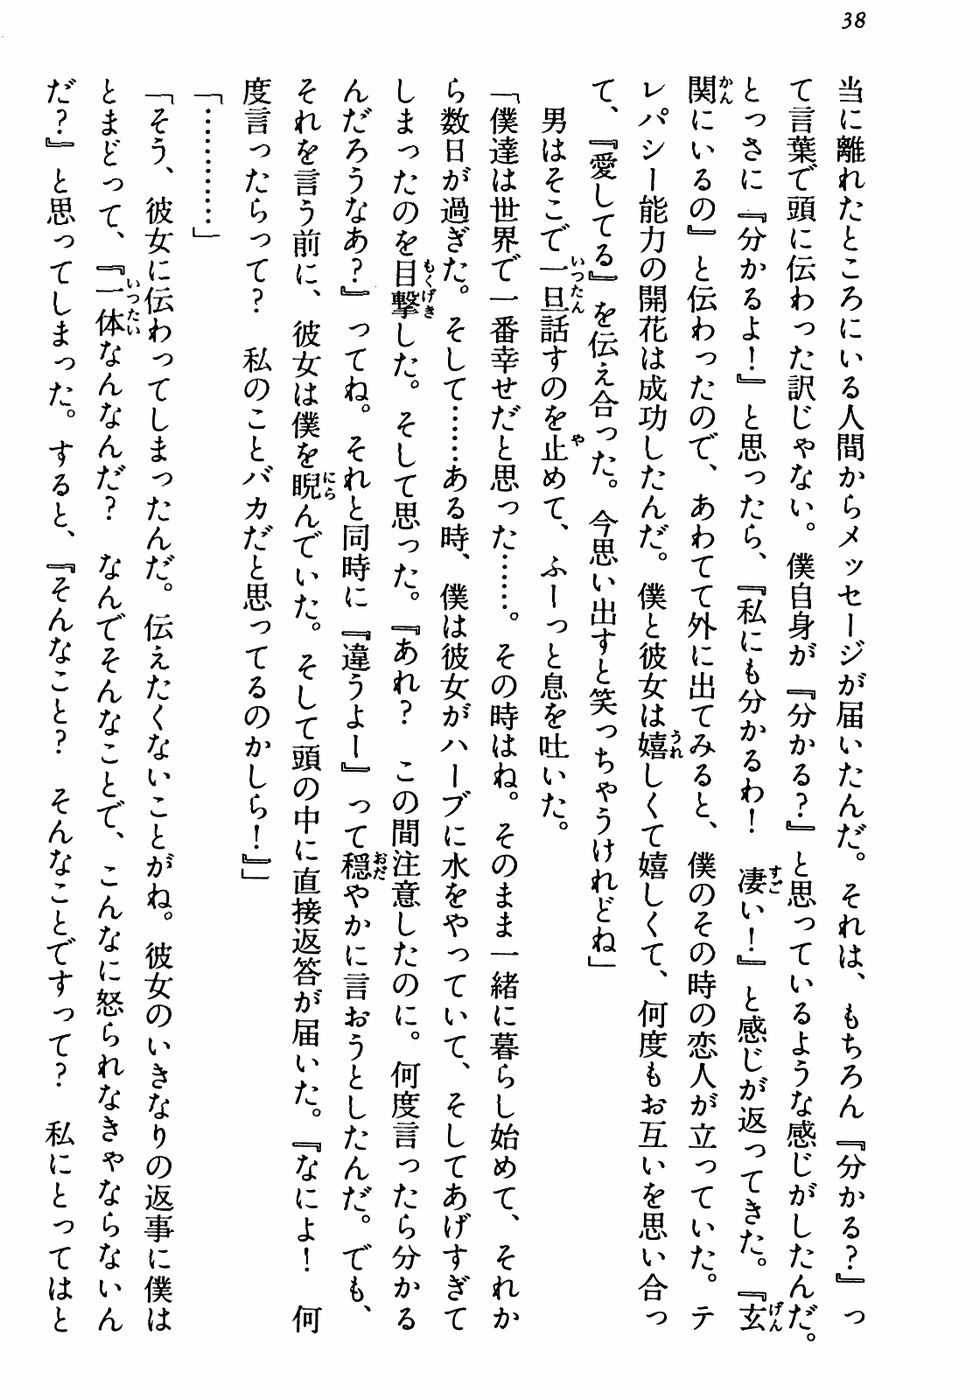 38
当に離れたところにいる人間からメッセージが届いたんだ。それは、もちろん『分かる?』っ
て言葉で頭に伝わった訳じゃない。僕自身が『分かる?』と思っているような感じがしたんだ。
とっさに『分かるよ!』と思ったら、『私にも分かるわ! 凄い!』と感じが返ってきた。『玄
関にいるの』と伝わったので、あわてて外に出てみると、僕のその時の恋人が立っていた。テ
レパシー能力の開花は成功したんだ。僕と彼女は嬉しくて嬉しくて、何度もお互いを思い合っ
て、『愛してる』を伝え合った。今思い出すと笑っちゃうけれどね」
男はそこで一旦話すのを止めて、ふーっと息を吐いた。
「僕達は世界で一番幸せだと思った……。その時はね。そのまま一緒に暮らし始めて、それか
ら数日が過ぎた。そして……ある時、僕は彼女がハーブに水をやっていて、そしてあげすぎて
しまったのを目撃した。そして思った。『あれ? この間注意したのに。何度言ったら分かる
んだろうなあ?』ってね。それと同時に『違うよー』って穏やかに言おうとしたんだ。でも、
それを言う前に、彼女は僕を睨んでいた。そして頭の中に直接返答が届いた。『なによ! 何
度言ったらって? 私のことバカだと思ってるのかしら!』」
「…………」
「そう、彼女に伝わってしまったんだ。伝えたくないことがね。彼女のいきなりの返事に僕は
とまどって、『一体なんなんだ? なんでそんなことで、こんなに怒られなきゃならないん
だ?』と思ってしまった。すると、『そんなこと? そんなことですって? 私にとってはと